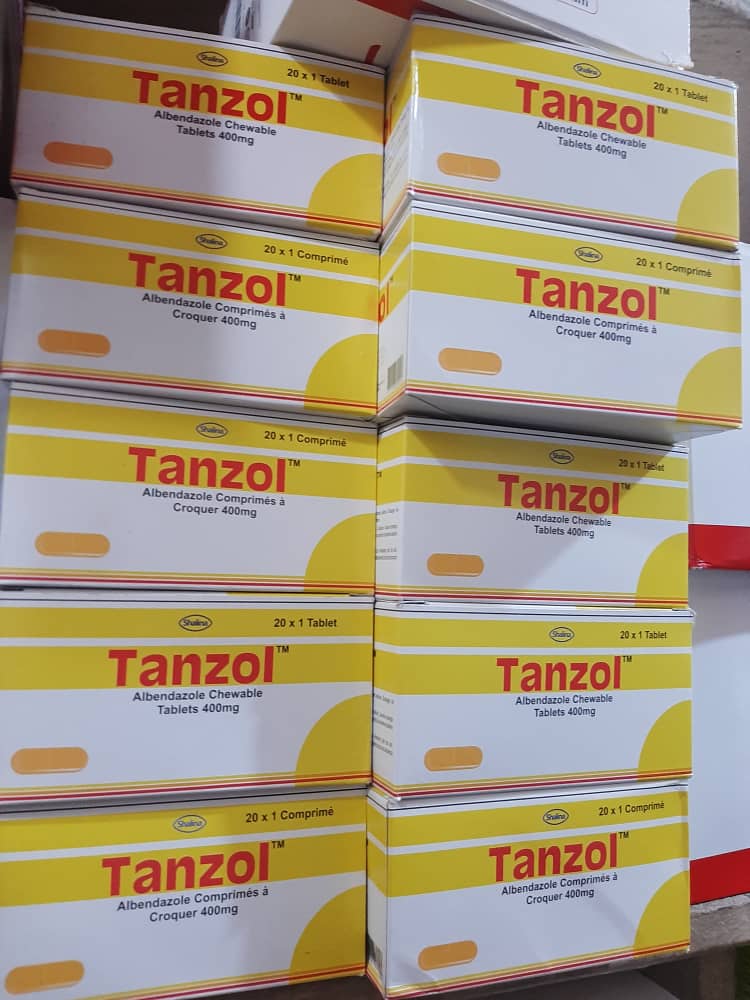 Shalina
20 x 1 Tablet
Tanzol™
Albendazole Chewable
Tablets 400mg
Shalina
20 x 1 Tablet
Tanzol™
Albendazole Chewable
Tablets 400mg
Shalina
20 x 1 Comprimé
Tanzol™
Albendazole Comprimés à
Croquer 400mg
Shalina
20 x 1 Comprimé
Tanzol™
Albendazole Comprimés à
Croquer 400mg
Shalina
20 x 1 Comprimé
Tanzol™
Albendazole Comprimés à
Croquer 400mg
Shalina
20 x 1 Tablet
Tanzol™
Albendazole Chewable
Tablets 400mg
Shalina
20 x 1 Tablet
Tanzol™
Albendazole Chewable
Tablets 400mg
Shalina
20 x 1 Tablet
Tanzol™
Albendazole Chewable
Tablets 400mg
Shalina
20 x 1 Comprimé
Tanzol™
Albendazole Comprimés à
Croquer 400mg
Shalina
20 x 1 Comprimé
Tanzol™
Albendazole Comprimés à
Croquer 400mg